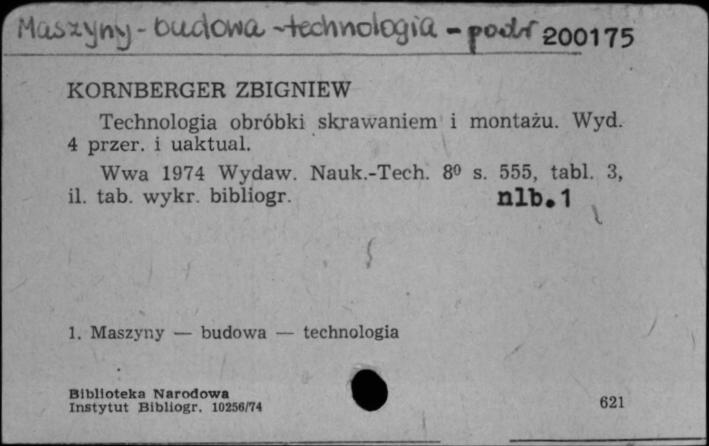 Maszyny - budowa - technologia - podr 200175
KORNBERGER ZBIGNIEW
Technologia obróbki skrawaniem i montażu. Wyd.
4 przer. i uaktual.
Wwa 1974 Wydaw. Nauk.-Tech. 8⁰ s. 555, tabl. 3,
il. tab. wykr. bibliogr. nlb.1
1. Maszyny — budowa — technologia
Biblioteka Narodowa
Instytut Bibliogr. 10256/74 621